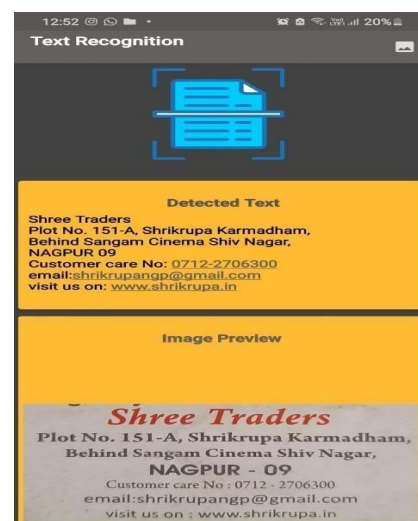 12:52
20%
Text Recognition
Detected Text
Shree Traders
Plot No. 151-A, Shrikrupa Karmadham,
Behind Sangam Cinema Shiv Nagar,
NAGPUR 09
Customer care No: 0712-2706300
email:shrikrupangp@gmail.com
visit us on: www.shrikrupa.in
Image Preview
Shree Traders
Plot No. 151-A, Shrikrupa Karmadham,
Behind Sangam Cinema Shiv Nagar,
NAGPUR - 09
Customer care No : 0712 - 2706300
email:shrikrupangp@gmail.com
visit us on : www.shrikrupa.in